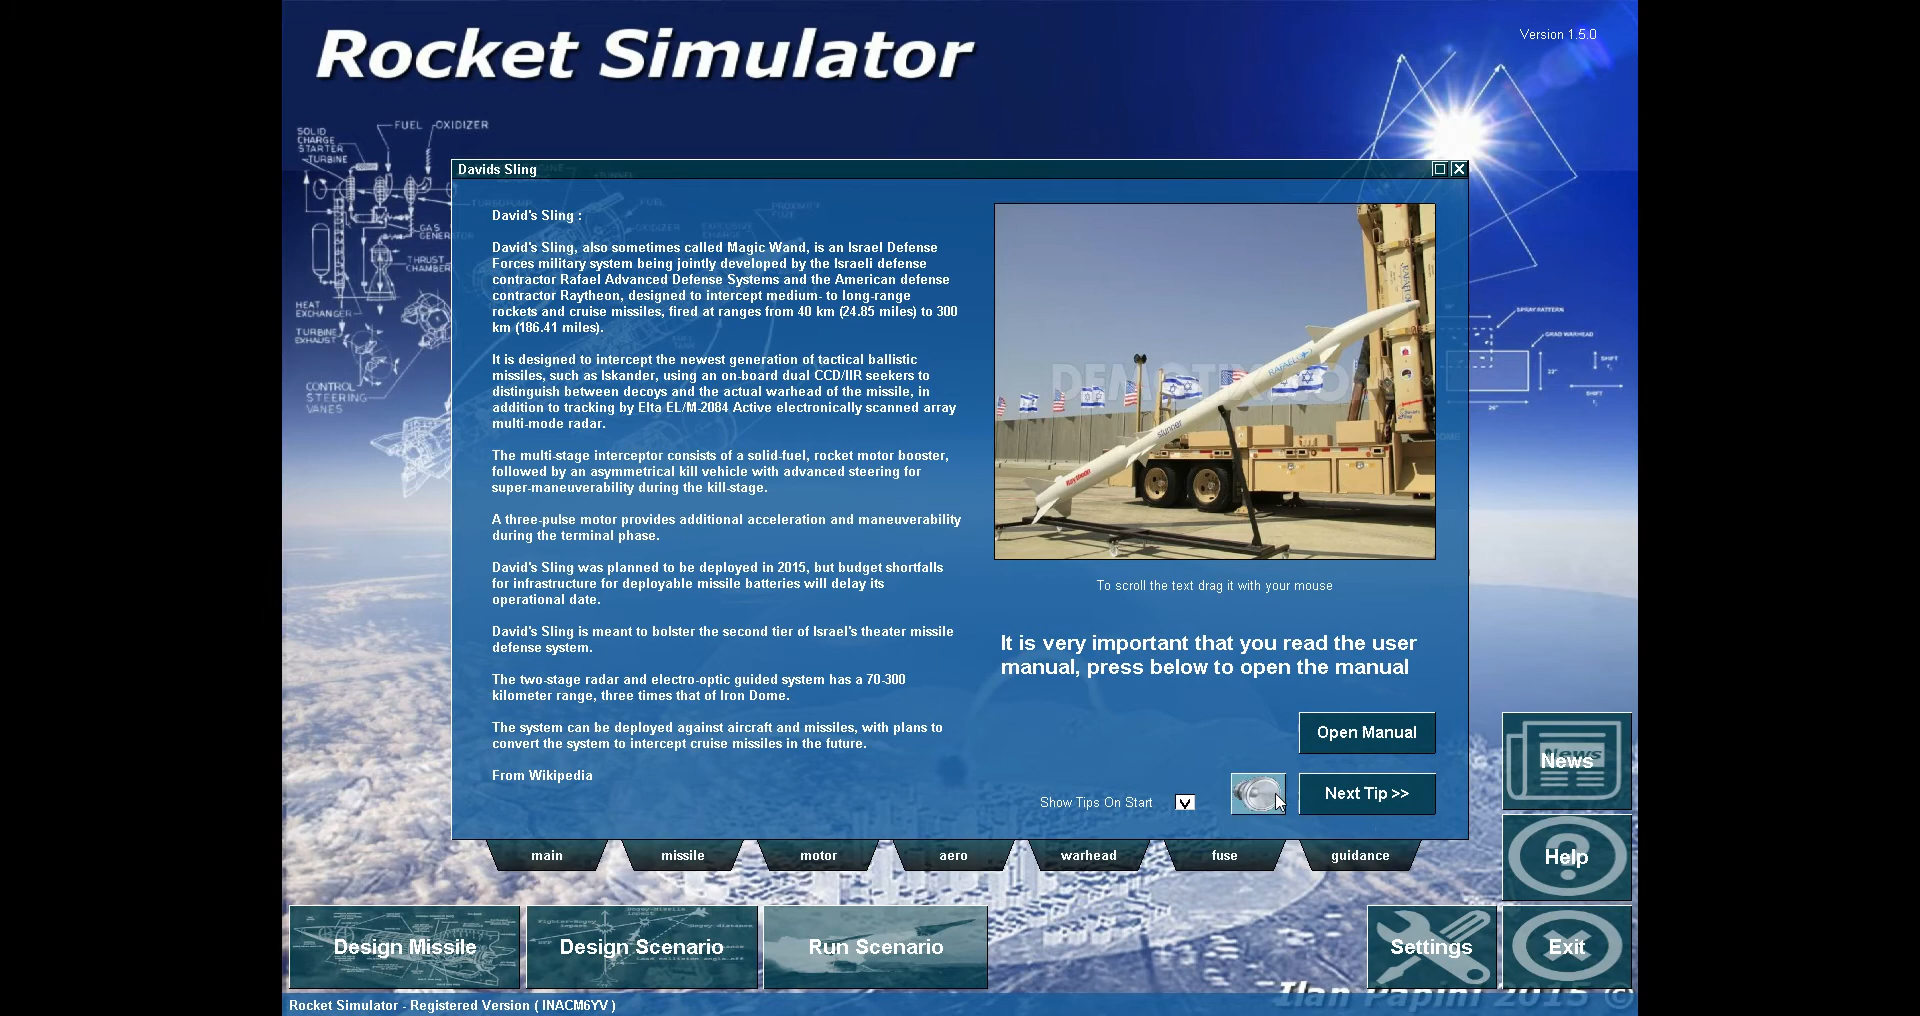 Rocket Simulator
Version 1.5.0
FUEL
OXIDIZER
SOLID
CHARGE
STARTER
TURBINE
GAS
THRUST
CHAMBER
HEAT
EXCHANGER
TURBINE
EXHAUST
CONTROL
STEERING
VANES
SPRAY PATTERN
GRAD WARHEAD
SHIFT
SHIFT
Davids Sling
David's Sling :
David's Sling, also sometimes called Magic Wand, is an Israel Defense
Forces military system being jointly developed by the Israeli defense
contractor Rafael Advanced Defense Systems and the American defense
contractor Raytheon, designed to intercept medium- to long-range
rockets and cruise missiles, fired at ranges from 40 km (24.85 miles) to 300
km (186.41 miles).
It is designed to intercept the newest generation of tactical ballistic
missiles, such as Iskander, using an on-board dual CCD/IIR seekers to
distinguish between decoys and the actual warhead of the missile, in
addition to tracking by Elta EL/M-2084 Active electronically scanned array
multi-mode radar.
The multi-stage interceptor consists of a solid-fuel, rocket motor booster,
followed by an asymmetrical kill vehicle with advanced steering for
super-maneuverability during the kill-stage.
A three-pulse motor provides additional acceleration and maneuverability
during the terminal phase.
David's Sling was planned to be deployed in 2015, but budget shortfalls
for infrastructure for deployable missile batteries will delay its
operational date.
David's Sling is meant to bolster the second tier of Israel's theater missile
defense system.
The two-stage radar and electro-optic guided system has a 70-300
kilometer range, three times that of Iron Dome.
The system can be deployed against aircraft and missiles, with plans to
convert the system to intercept cruise missiles in the future.
From Wikipedia
RAFAEL
stunner
Raytheon
To scroll the text drag it with your mouse
It is very important that you read the user
manual, press below to open the manual
Open Manual
Show Tips On Start
V
Next Tip >>
main
missile
motor
aero
warhead
fuse
guidance
News
News
Help
Design Missile
Design Scenario
Run Scenario
Settings
Exit
Ilan Papini 2015 ©
Rocket Simulator - Registered Version ( INACM6YV )